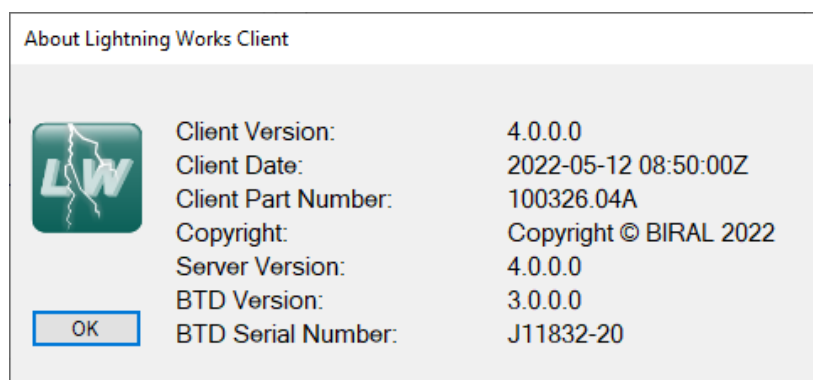 About Lightning Works Client
LW
Client Version: 4.0.0.0
Client Date: 2022-05-12 08:50:00Z
Client Part Number: 100326.04A
Copyright: Copyright © BIRAL 2022
Server Version: 4.0.0.0
BTD Version: 3.0.0.0
BTD Serial Number: J11832-20
OK